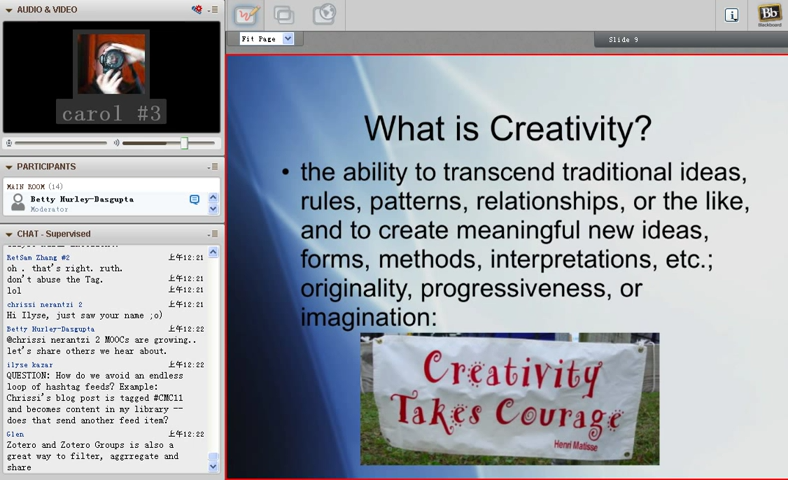 AUDIO & VIDEO
carol #3
PARTICIPANTS
MAIN ROOM (14)
Betty Hurley-Dasgupta
Moderator
CHAT - Supervised
RetSam Zhang #2 上午12:21
oh . that's right. ruth.
don't abuse the Tag. 上午12:21
lol 上午12:21
chrissi nerantzi 2 上午12:21
Hi Ilyse, just saw your name ;o)
Betty Hurley-Dasgupta 上午12:22
@chrissi nerantzi 2 MOOCs are growing..
let's share others we hear about.
ilyse kazar 上午12:22
QUESTION: How do we avoid an endless
loop of hashtag feeds? Example:
Chrissi's blog post is tagged #CMC11
and becomes content in my library --
does that send another feed item?
Glen 上午12:22
Zotero and Zotero Groups is also a
great way to filter, aggrregate and
share
Fit Page
Slide 9
Bb
Blackboard
What is Creativity?
• the ability to transcend traditional ideas,
rules, patterns, relationships, or the like,
and to create meaningful new ideas,
forms, methods, interpretations, etc.;
originality, progressiveness, or
imagination:
Creativity
Takes Courage
Henri Matisse